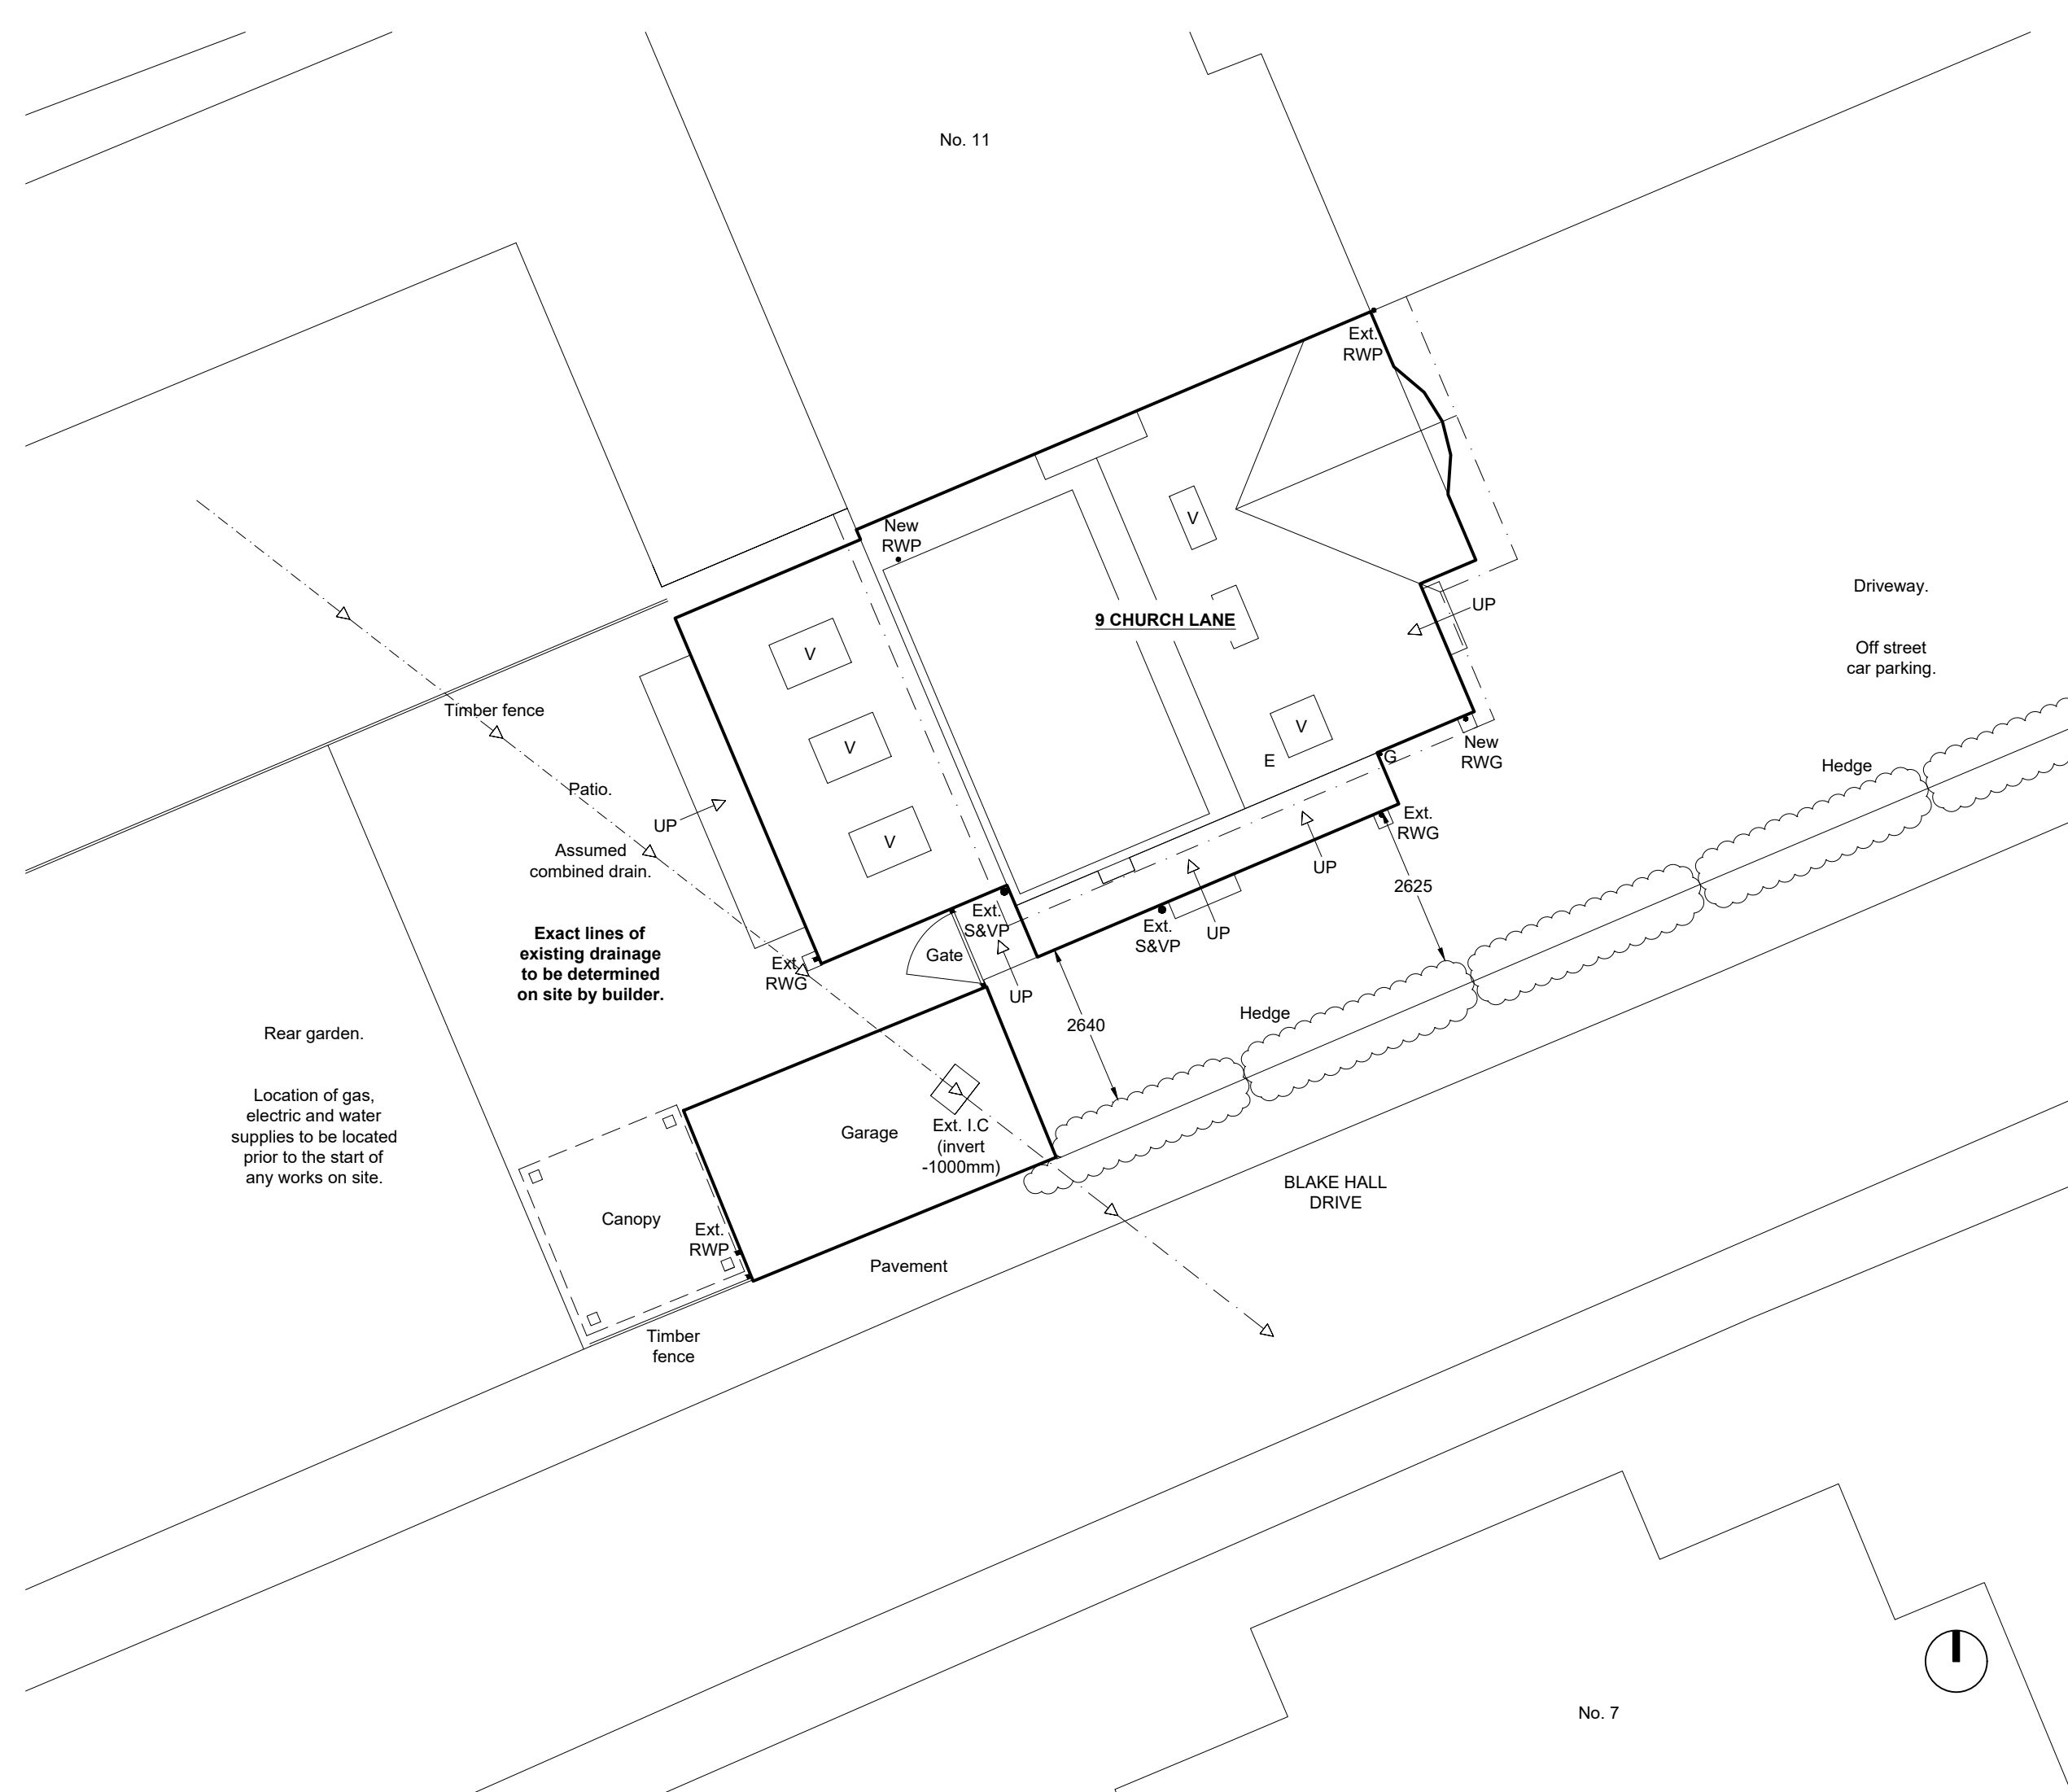 No. 11
Ext.
RWP
New
RWP
V
9 CHURCH LANE
UP
Driveway.
Off street
car parking.
V
V
V
V
Timber fence
New
RWG
E
G
Hedge
Patio.
UP
Assumed
combined drain.
Ext.
RWG
UP
2625
Exact lines of
existing drainage
to be determined
on site by builder.
Ext.
S&VP
Ext.
S&VP
UP
Gate
Ext.
RWG
UP
2640
Hedge
Rear garden.
Location of gas,
electric and water
supplies to be located
prior to the start of
any works on site.
Garage
Ext. I.C
(invert
-1000mm)
BLAKE HALL
DRIVE
Canopy
Ext.
RWP
Pavement
Timber
fence
No. 7